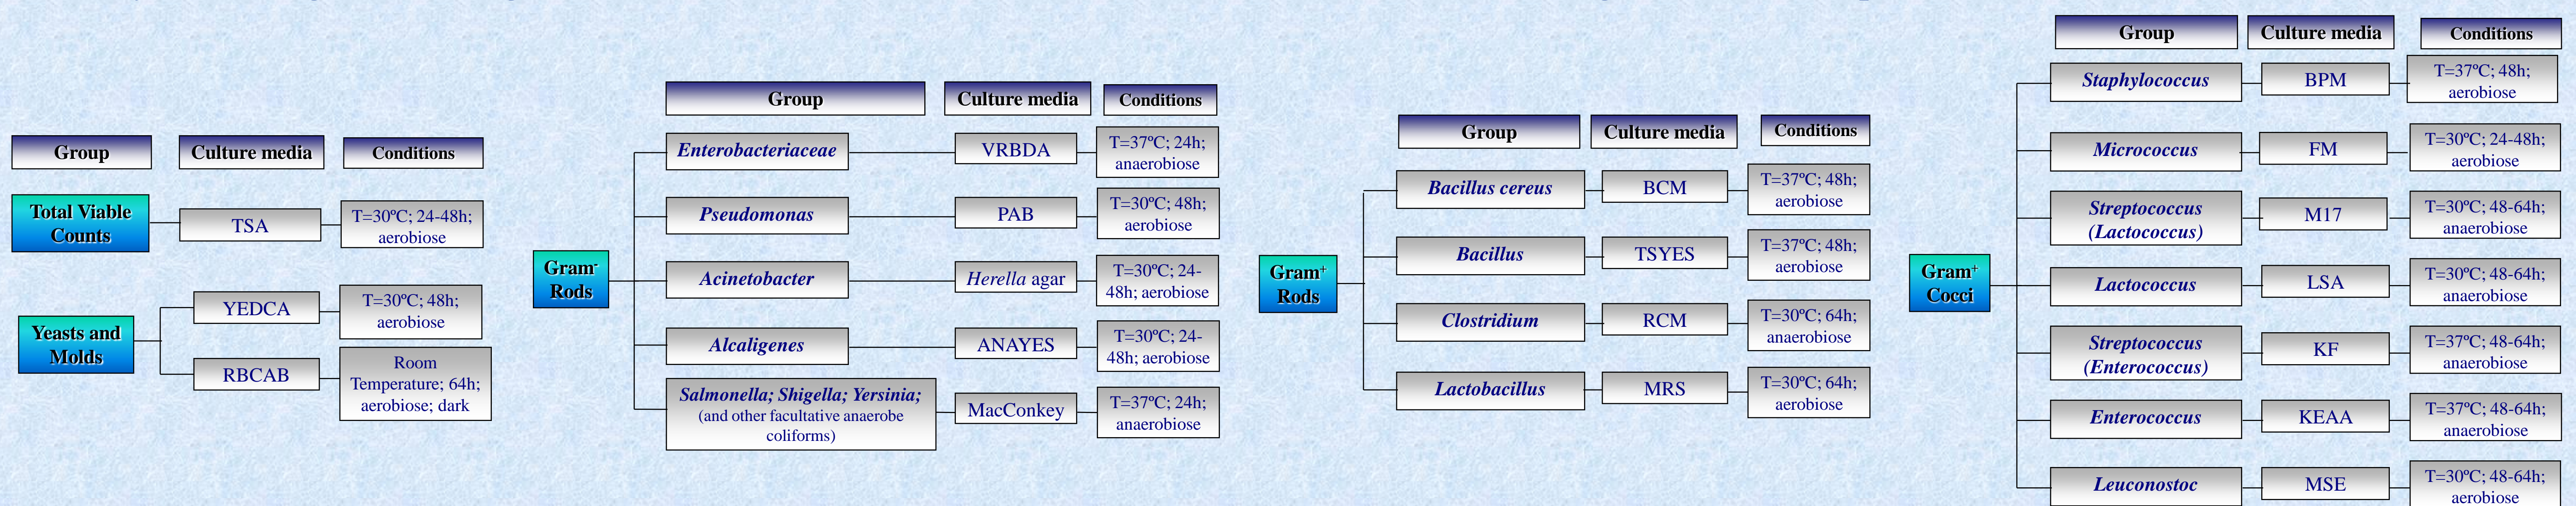 Group
Culture media
Conditions
Total Viable
Counts
TSA
T=30ºC; 24-48h;
aerobiose
Yeasts and
Molds
YEDCA
T=30ºC; 48h;
aerobiose
RBCAB
Room
Temperature; 64h;
aerobiose; dark
Group
Culture media
Conditions
Gram-
Rods
Enterobacteriaceae
VRBDA
T=37ºC; 24h;
anaerobiose
Pseudomonas
PAB
T=30ºC; 48h;
aerobiose
Acinetobacter
Herella agar
T=30ºC; 24-
48h; aerobiose
Alcaligenes
ANAYES
T=30ºC; 24-
48h; aerobiose
Salmonella; Shigella; Yersinia;
(and other facultative anaerobe
coliforms)
MacConkey
T=37ºC; 24h;
anaerobiose
Group
Culture media
Conditions
Gram+
Rods
Bacillus cereus
BCM
T=37ºC; 48h;
aerobiose
Bacillus
TSYES
T=37ºC; 48h;
aerobiose
Clostridium
RCM
T=30ºC; 64h;
anaerobiose
Lactobacillus
MRS
T=30ºC; 64h;
aerobiose
Group
Culture media
Conditions
Gram+
Cocci
Staphylococcus
BPM
T=37ºC; 48h;
aerobiose
Micrococcus
FM
T=30ºC; 24-48h;
aerobiose
Streptococcus
(Lactococcus)
M17
T=30ºC; 48-64h;
anaerobiose
Lactococcus
LSA
T=30ºC; 48-64h;
anaerobiose
Streptococcus
(Enterococcus)
KF
T=37ºC; 48-64h;
anaerobiose
Enterococcus
KEAA
T=37ºC; 48-64h;
anaerobiose
Leuconostoc
MSE
T=30ºC; 48-64h;
aerobiose